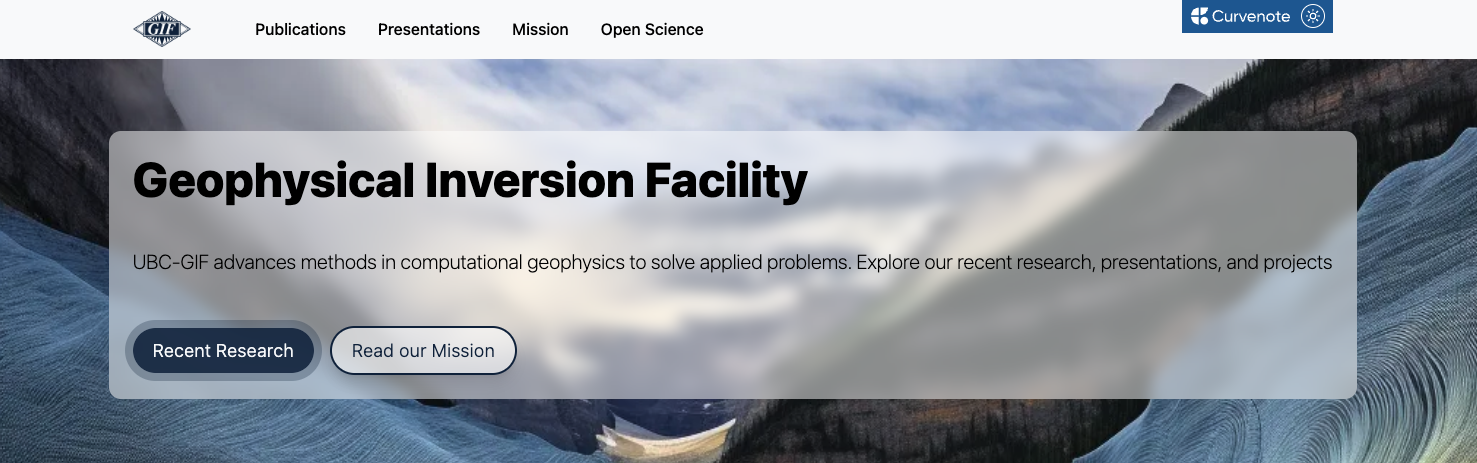 GIF
Publications
Presentations
Mission
Open Science
Curvenote
Geophysical Inversion Facility
UBC-GIF advances methods in computational geophysics to solve applied problems. Explore our recent research, presentations, and projects
Recent Research
Read our Mission